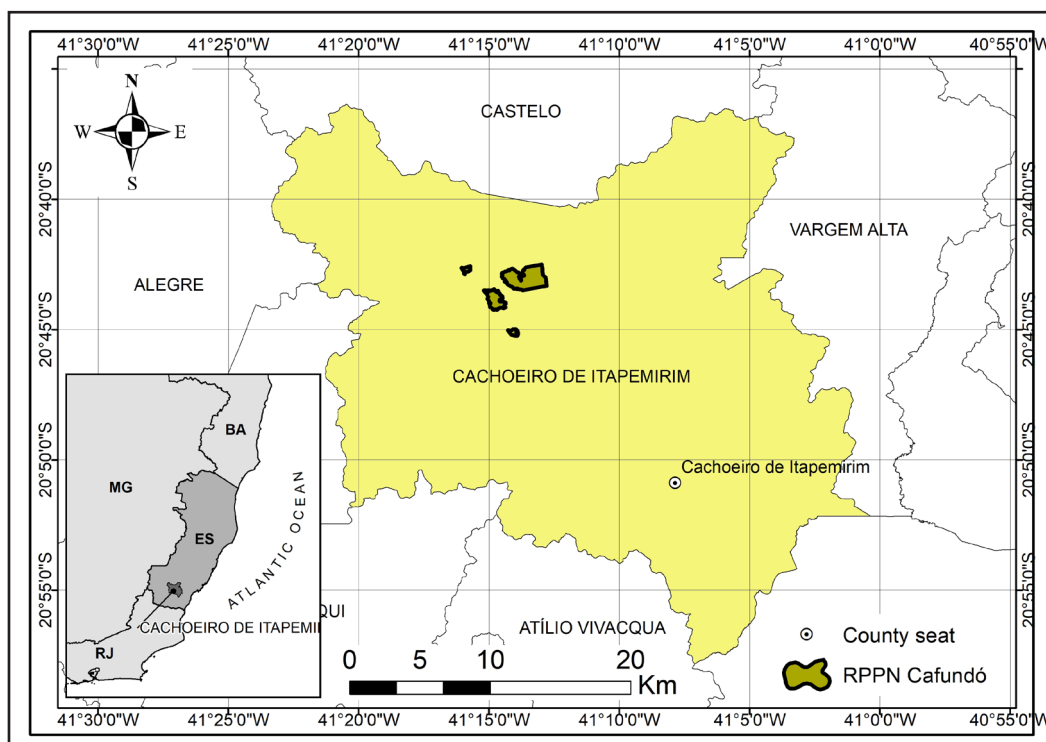 41°30'0"W 41°25'0"W 41°20'0"W 41°15'0"W 41°10'0"W 41°5'0"W 41°0'0"W 40°55'0"W
N
W E
S
CASTELO
20°40'0"S 20°40'0"S
VARGEM ALTA
ALEGRE
20°45'0"S 20°45'0"S
CACHOEIRO DE ITAPEMIRIM
BA
20°50'0"S 20°50'0"S
Cachoeiro de Itapemirim
MG
ES
ATLANTIC OCEAN
20°55'0"S 20°55'0"S
QUI
CACHOEIRO DE ITAPEMI
ATÍLIO VIVACQUA
RJ
County seat
0 5 10 20
Km
RPPN Cafundó
41°30'0"W 41°25'0"W 41°20'0"W 41°15'0"W 41°10'0"W 41°5'0"W 41°0'0"W 40°55'0"W